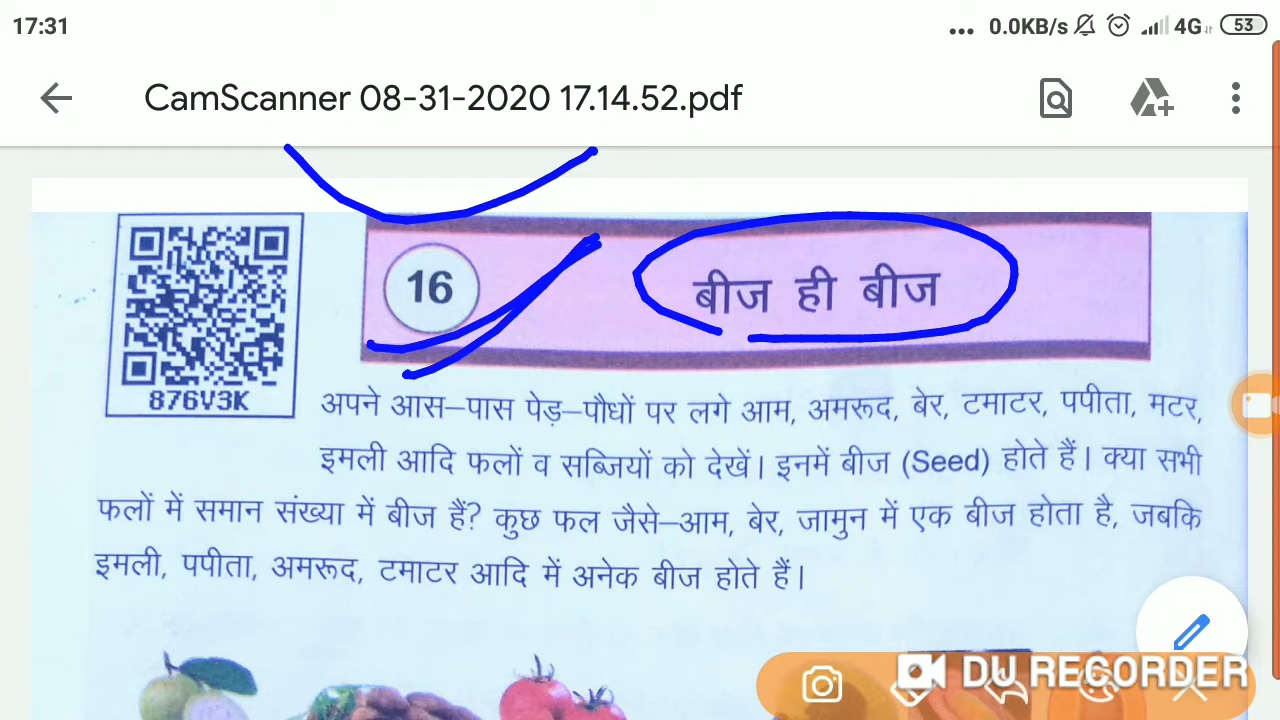 17:31
... 0.0KB/s 4G 53
CamScanner 08-31-2020 17.14.52.pdf
16
बीज ही बीज
876V3K
अपने आस–पास पेड़–पौधों पर लगे आम, अमरूद, बेर, टमाटर, पपीता, मटर,
इमली आदि फलों व सब्जियों को देखें। इनमें बीज (Seed) होते हैं। क्या सभी
फलों में समान संख्या में बीज हैं? कुछ फल जैसे–आम, बेर, जामुन में एक बीज होता है, जबकि
इमली, पपीता, अमरूद, टमाटर आदि में अनेक बीज होते हैं।
DU RECORDER